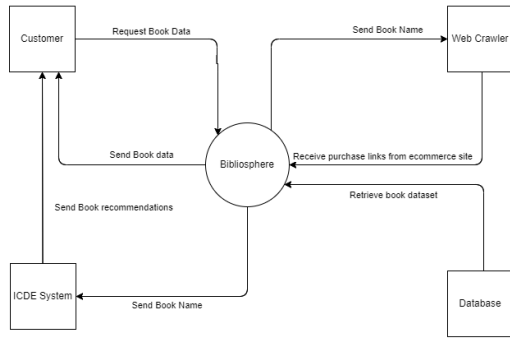 Request Book Data
Send Book Name
Customer
Web Crawler
Send Book data
Bibliosphere
Receive purchase links from ecommerce site
Retrieve book dataset
Send Book recommendations
ICDE System
Send Book Name
Database